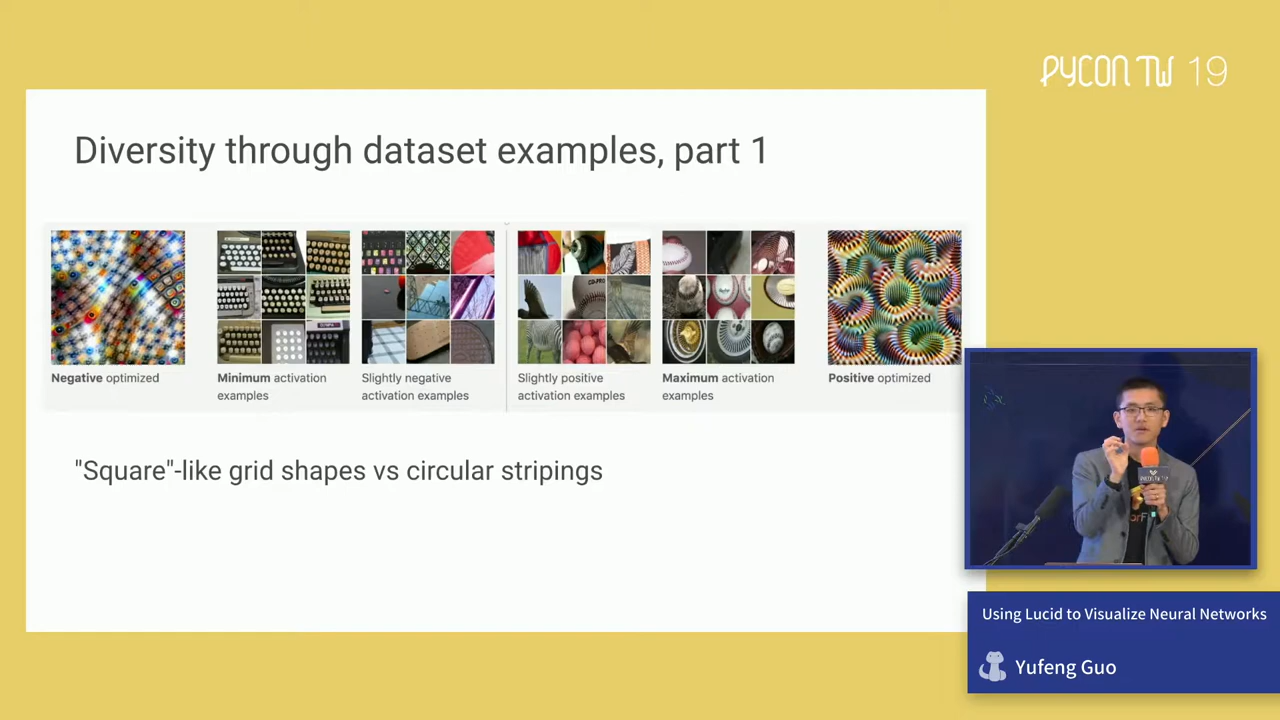 PYCON TW 19
Diversity through dataset examples, part 1
Negative optimized
Minimum activation
examples
Slightly negative
activation examples
Slightly positive
activation examples
Maximum activation
examples
Positive optimized
"Square"-like grid shapes vs circular stripings
Using Lucid to Visualize Neural Networks
Yufeng Guo